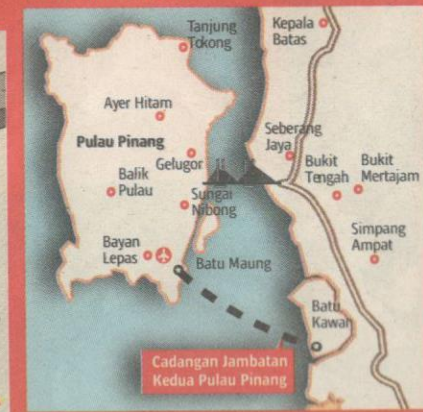 Tanjung
Tokong
Kepala
Batas
Ayer Hitam
Pulau Pinang
Gelugor
Seberang
Jaya
Balik
Pulau
Sungai
Nibong
Bukit
Tengah
Bukit
Mertajam
Simpang
Ampat
Bayan
Lepas
Batu Maung
Batu
Kawan
Cadangan Jambatan
Kedua Pulau Pinang